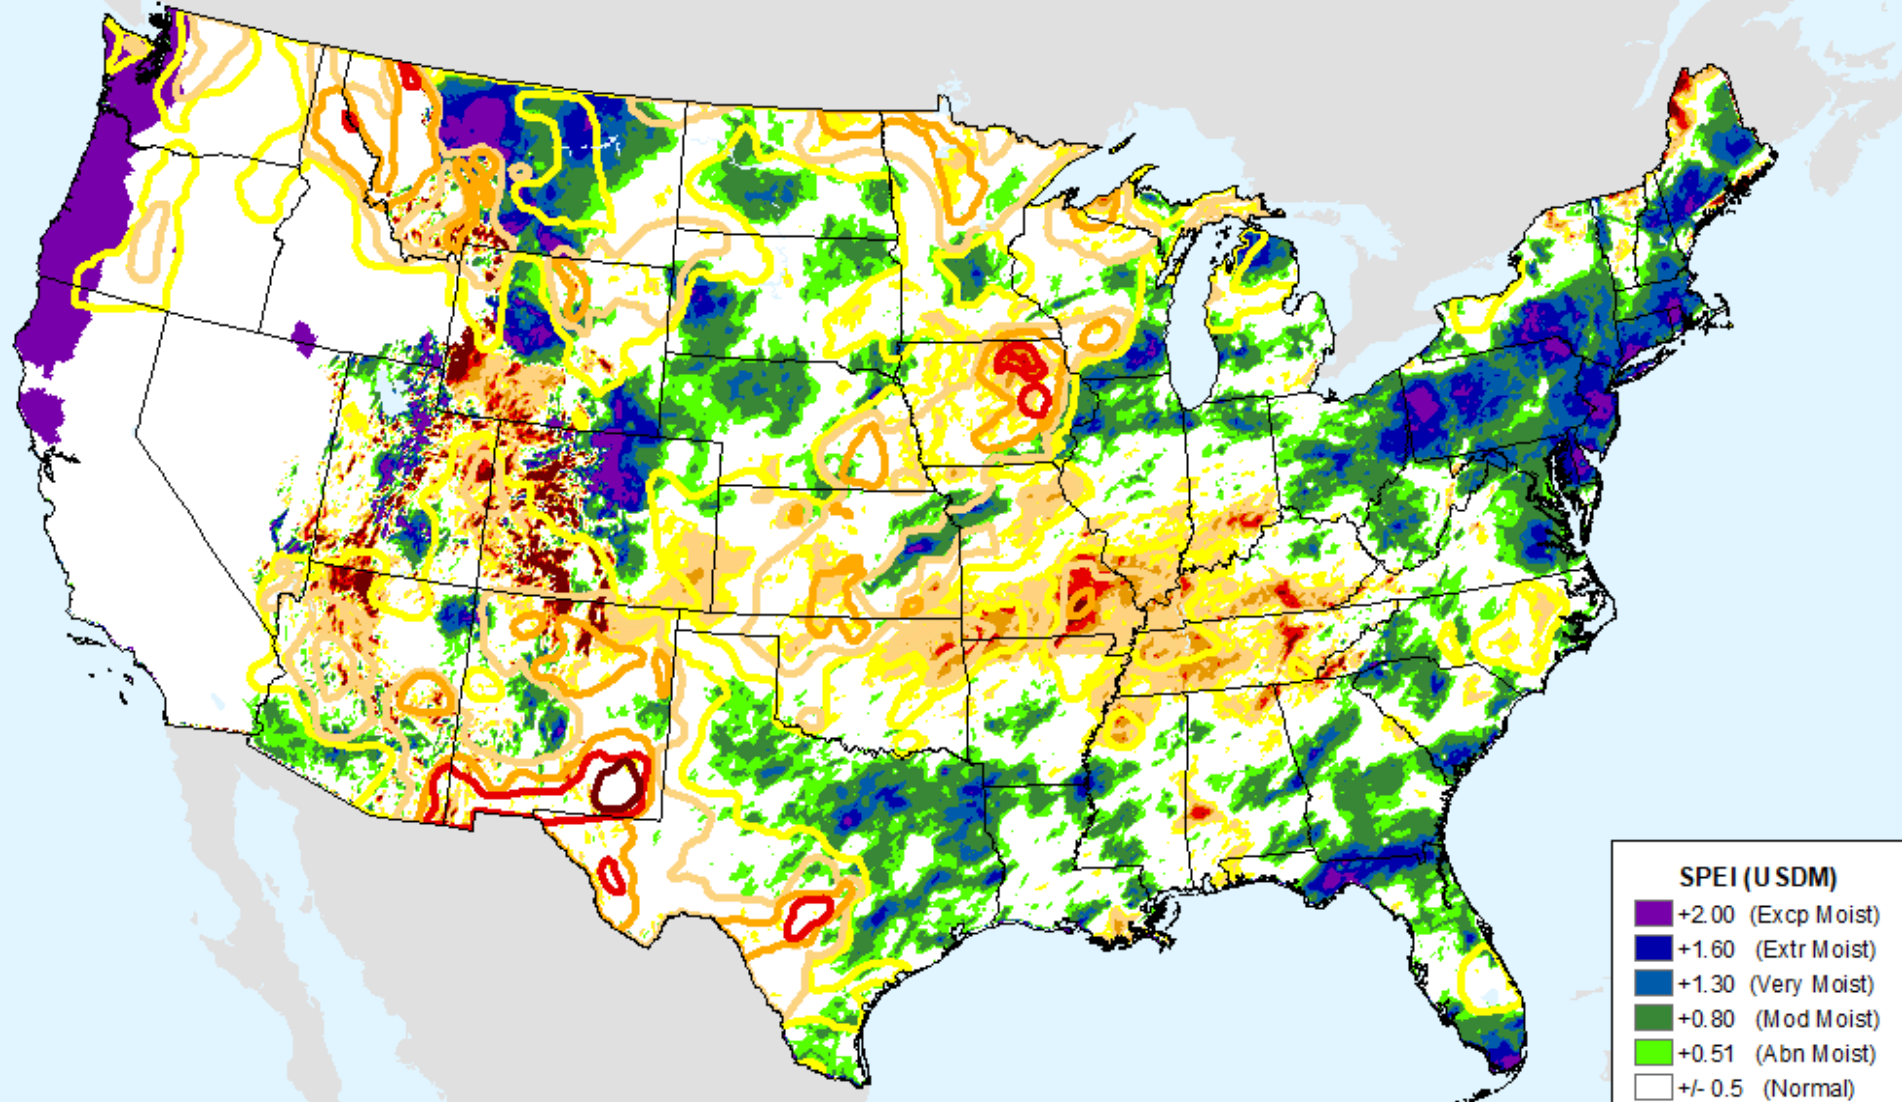 SPEI (USDM)
+2.00 (Excp Moist)
+1.60 (Extr Moist)
+1.30 (Very Moist)
+0.80 (Mod Moist)
+0.51 (Abn Moist)
+/- 0.5 (Normal)